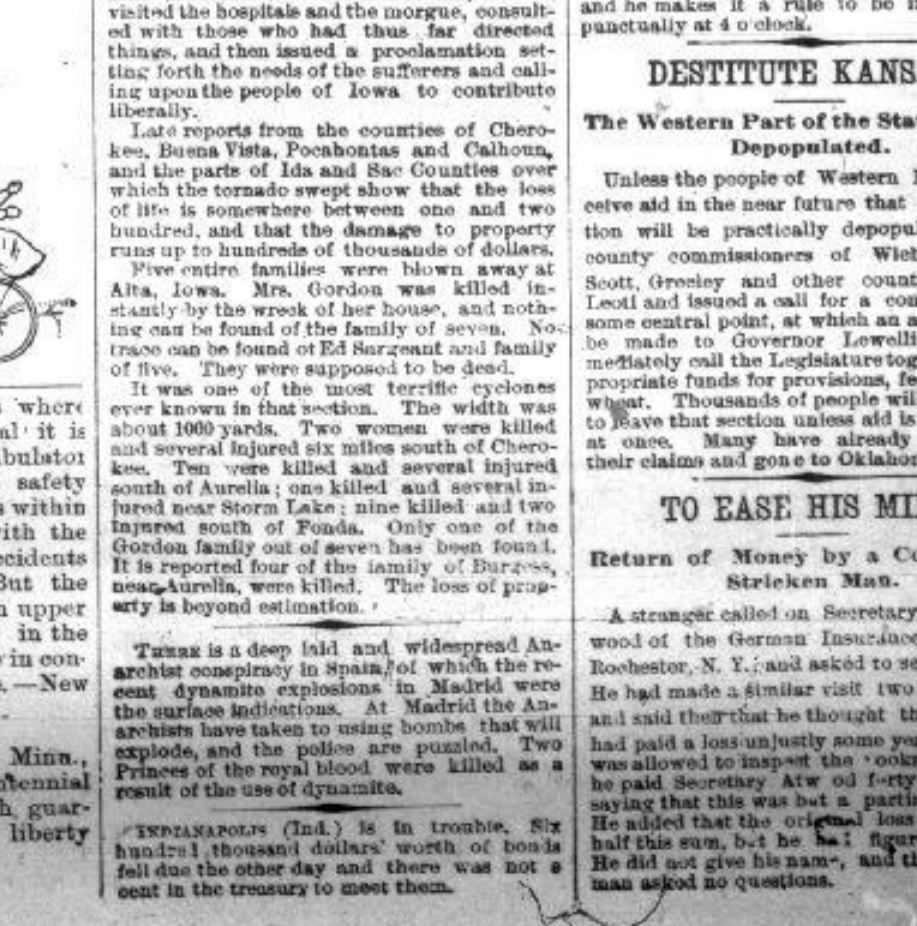 where
al it is
bulator
safety
s within
ith the
ccidents
But the
n upper
in the
in con-
.—New
Minn.,
tennial
h, guar-
liberty
visited the hospitals and the morgue, consult-
ed with those who had thus far directed
things, and then issued a proclamation set-
ting forth the needs of the sufferers and call-
ing upon the people of Iowa to contribute
liberally.
Late reports from the counties of Chero-
kee, Buena Vista, Pocahontas and Calhoun,
and the parts of Ida and Sac Counties over
which the tornado swept show that the loss
of life is somewhere between one and two
hundred, and that the damage to property
runs up to hundreds of thousands of dollars.
Five entire families were blown away at
Alta, Iowa. Mrs. Gordon was killed in-
stantly by the wreck of her house, and noth-
ing can be found of the family of seven. No
trace can be found of Ed Sargeant and family
of five. They were supposed to be dead.
It was one of the most terrific cyclones
ever known in that section. The width was
about 1000 yards. Two women were killed
and several injured six miles south of Chero-
kee. Ten were killed and several injured
south of Aurelia; one killed and several in-
jured near Storm Lake; nine killed and two
injured south of Fonda. Only one of the
Gordon family out of seven has been found.
It is reported four of the family of Burgess,
near Aurelia, were killed. The loss of prop-
erty is beyond estimation.
THERE is a deep laid and widespread An-
archist conspiracy in Spain, of which the re-
cent dynamite explosions in Madrid were
the surface indications. At Madrid the An-
archists have taken to using bombs that will
explode, and the police are puzzled. Two
Princes of the royal blood were killed as a
result of the use of dynamite.
INDIANAPOLIS (Ind.) is in trouble. Six
hundred thousand dollars' worth of bonds
fell due the other day and there was not a
cent in the treasury to meet them.
and he makes it a rule to be
punctually at 4 o'clock.
DESTITUTE KANS
The Western Part of the Sta
Depopulated.
Unless the people of Western
ceive aid in the near future that
tion will be practically depopul
county commissioners of Wich
Scott, Greeley and other count
Leoti and issued a call for a con
some central point, at which an a
be made to Governor Lewelli
mediately call the Legislature tog
propriate funds for provisions, fe
wheat. Thousands of people will
to leave that section unless aid is
at once. Many have already
their claims and gone to Oklahom
TO EASE HIS MI
Return of Money by a Co
Stricken Man.
A stranger called on Secretary
wood of the German Insurance
Rochester, N. Y., and asked to se
He had made a similar visit two
and said then that he thought th
had paid a loss unjustly some yea
was allowed to inspect the books
he paid Secretary Atwood forty
saying that this was but a parti
He added that the original loss
half this sum, but he had figur
He did not give his name, and th
man asked no questions.